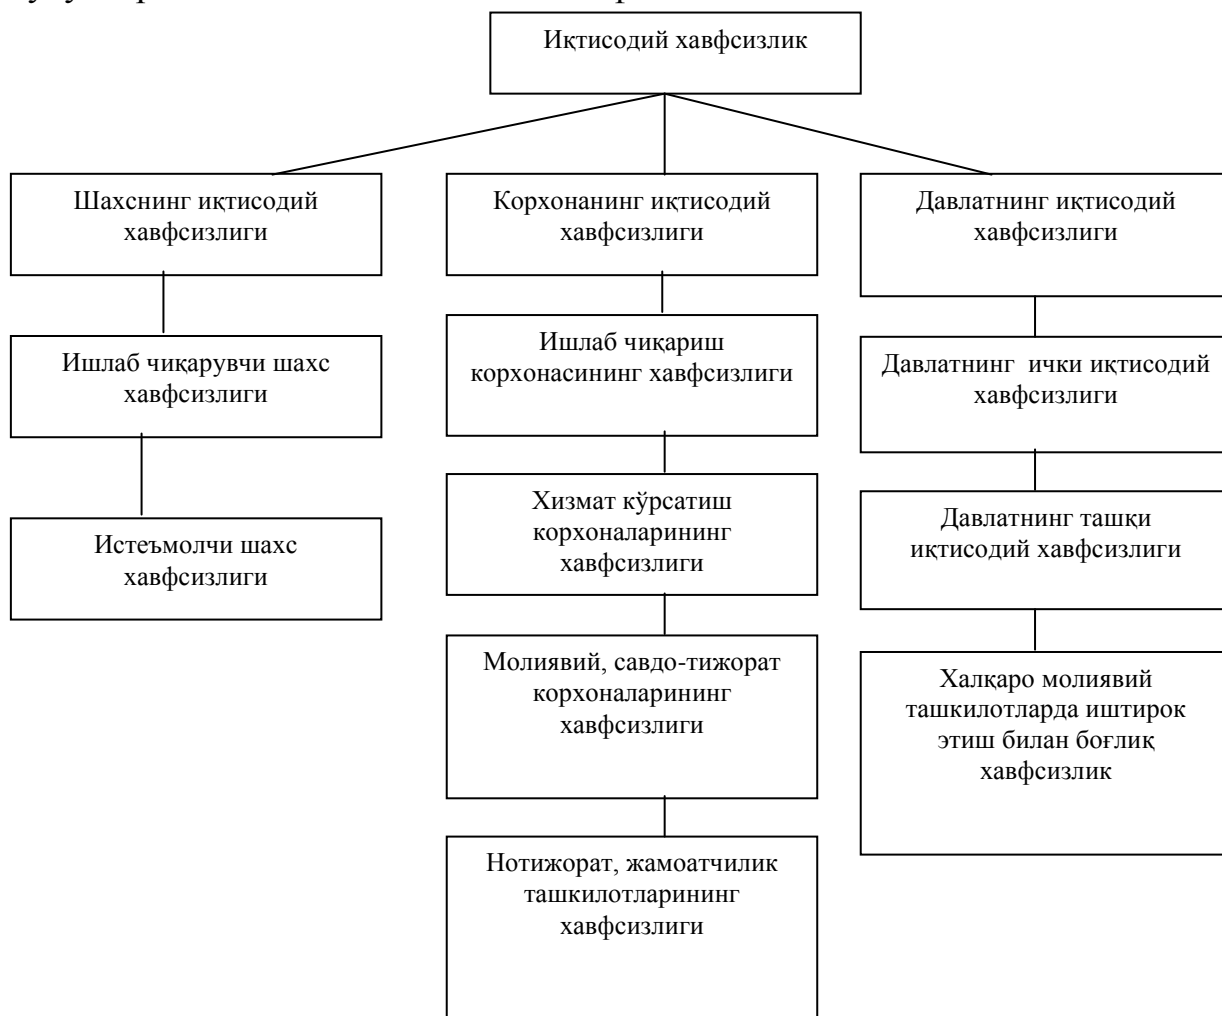 Иқтисодий хавфсизлик
Шахснинг иқтисодий
хавфсизлиги
Корхонанинг иқтисодий
хавфсизлиги
Давлатнинг иқтисодий
хавфсизлиги
Ишлаб чиқарувчи шахс
хавфсизлиги
Ишлаб чиқариш
корхонасининг хавфсизлиги
Давлатнинг ички иқтисодий
хавфсизлиги
Истеъмолчи шахс
хавфсизлиги
Хизмат кўрсатиш
корхоналарининг
хавфсизлиги
Давлатнинг ташқи
иқтисодий хавфсизлиги
Молиявий, савдо-тижорат
корхоналарининг
хавфсизлиги
Халқаро молиявий
ташкилотларда иштирок
этиш билан боғлиқ
хавфсизлик
Нотижорат, жамоатчилик
ташкилотларининг
хавфсизлиги